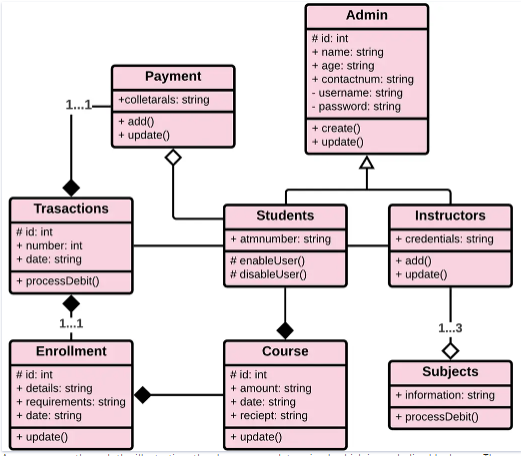 Admin
# id: int
+ name: string
+ age: string
+ contactnum: string
- username: string
- password: string
+ create()
+ update()
Payment
+colletarals: string
+ add()
+ update()
1...1
Trasactions
# id: int
+ number: int
+ date: string
+ processDebit()
Students
+ atmnumber: string
# enableUser()
# disableUser()
Instructors
+ credentials: string
+ add()
+ update()
1...1
1...3
Enrollment
# id: int
+ details: string
+ requirements: string
+ date: string
+ update()
Course
# id: int
+ amount: string
+ date: string
+ reciept: string
+ update()
Subjects
+ information: string
+ processDebit()